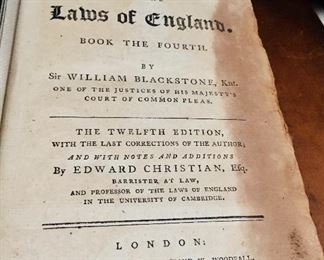 Laws of England.
BOOK THE FOURTH.
BY
Sir WILLIAM BLACKSTONE, Knt.
ONE OF THE JUSTICES OF HIS MAJESTY'S
COURT OF COMMON PLEAS.
THE TWELFTH EDITION,
WITH THE LAST CORRECTIONS OF THE AUTHOR;
AND WITH NOTES AND ADDITIONS
By EDWARD CHRISTIAN, Esq.
BARRISTER AT LAW,
AND PROFESSOR OF THE LAWS OF ENGLAND
IN THE UNIVERSITY OF CAMBRIDGE.
LONDON:
W. WOODFALL,